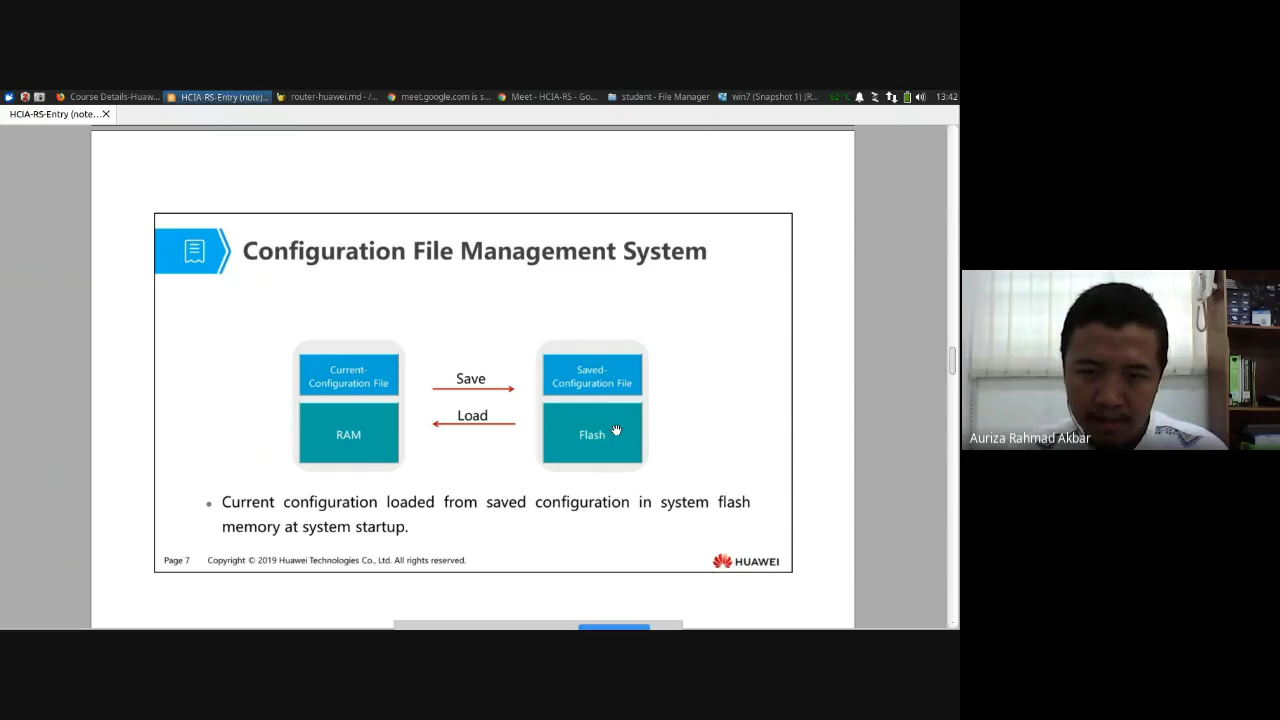 Course Details-Huaw...
HCIA-RS-Entry (note)...
router-huawei.md - /...
meet.google.com is s...
Meet - HCIA-RS - Go...
student - File Manager
win7 (Snapshot 1) [R...
62°C
13:42
HCIA-RS-Entry (note...
Configuration File Management System
Current-
Configuration File
RAM
Save
Load
Saved-
Configuration File
Flash
Current configuration loaded from saved configuration in system flash
memory at system startup.
Page 7
Copyright © 2019 Huawei Technologies Co., Ltd. All rights reserved.
HUAWEI
Auriza Rahmad Akbar